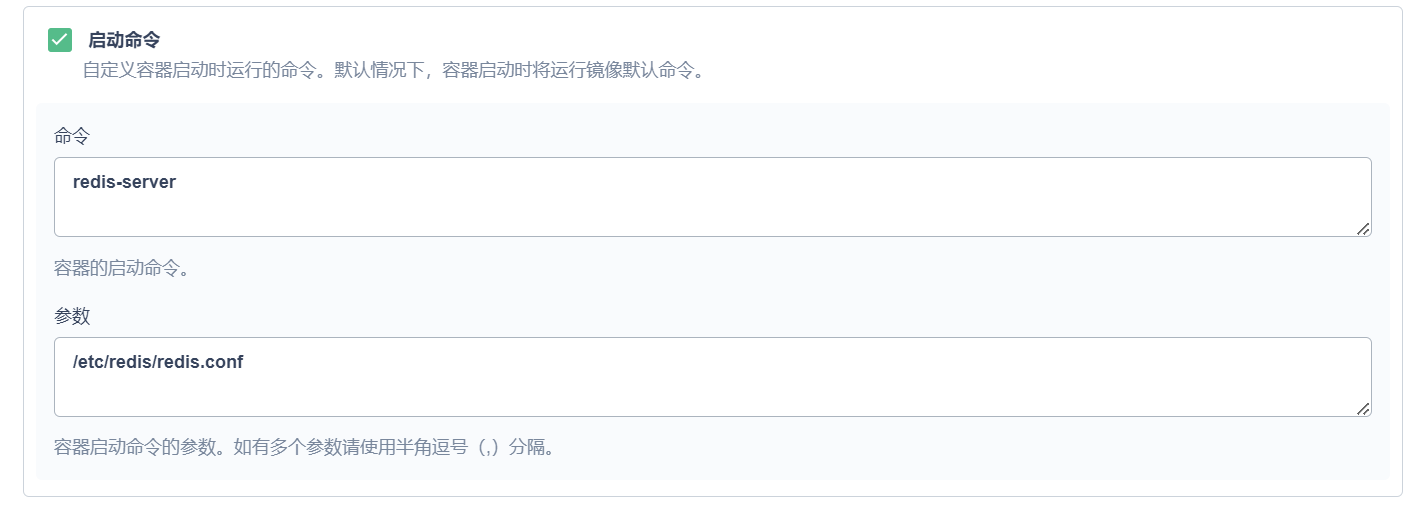 启动命令
自定义容器启动时运行的命令。默认情况下，容器启动时将运行镜像默认命令。
命令
redis-server
容器的启动命令。
参数
/etc/redis/redis.conf
容器启动命令的参数。如有多个参数请使用半角逗号（,）分隔。